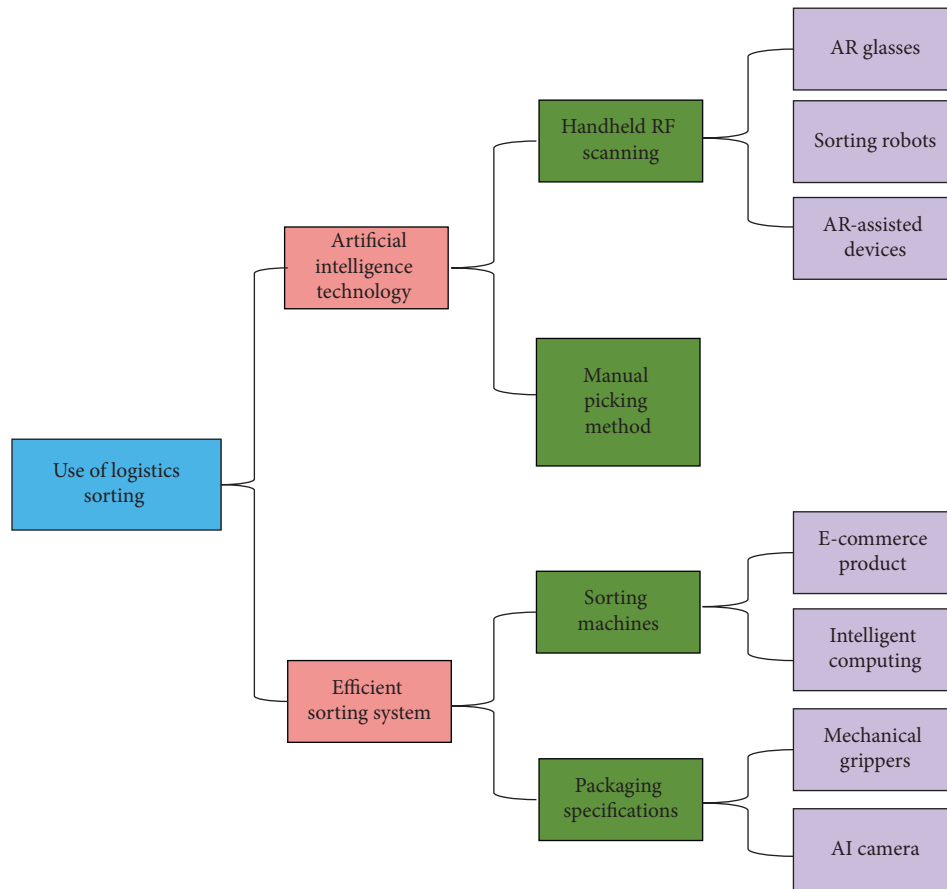 Use of logistics
sorting
Artificial
intelligence
technology
Efficient
sorting system
Handheld RF
scanning
Manual
picking
method
Sorting
machines
Packaging
specifications
AR glasses
Sorting robots
AR-assisted
devices
E-commerce
product
Intelligent
computing
Mechanical
grippers
AI camera